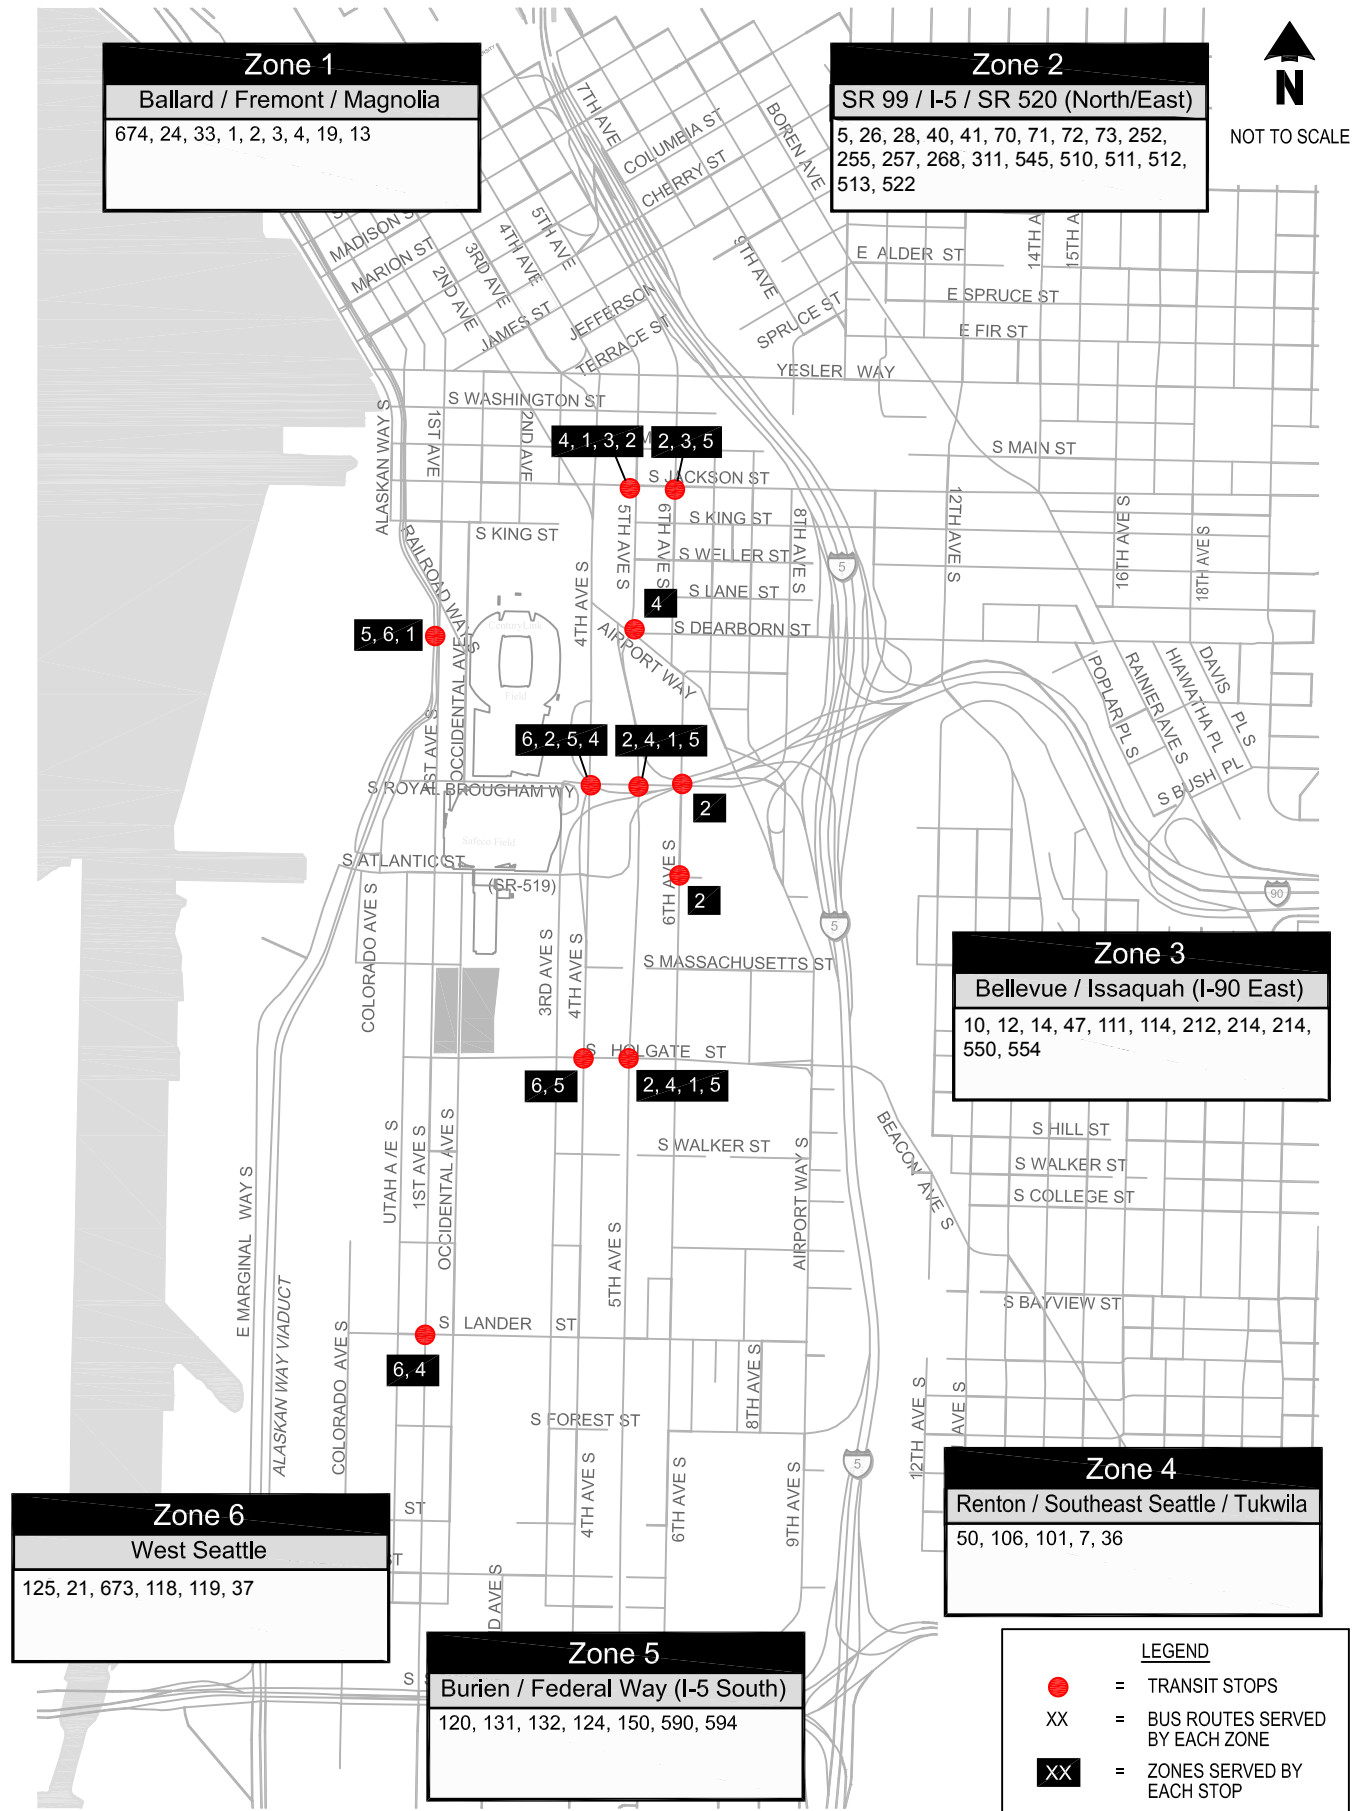 Zone 1
Ballard / Fremont / Magnolia
674, 24, 33, 1, 2, 3, 4, 19, 13
Zone 2
SR 99 / I-5 / SR 520 (North/East)
5, 26, 28, 40, 41, 70, 71, 72, 73, 252,
255, 257, 268, 311, 545, 510, 511, 512,
513, 522
N
NOT TO SCALE
7TH AVE
COLUMBIA ST
CHERRY ST
BOREN AVE
MADISON
MARION ST
2ND AVE
3RD AVE
4TH AVE
5TH AVE
JAMES ST
JEFFERSON
TERRACE ST
9TH AVE
SPRUCE ST
E ALDER ST
14TH A
15TH A
E SPRUCE ST
E FIR ST
YESLER WAY
S WASHINGTON ST
ALASKAN WAY S
1ST AVE
2ND AVE
4, 1, 3, 2
2, 3, 5
S MAIN ST
S JACKSON ST
S KING ST
S KING ST
5TH AVE S
6TH AVE S
8TH AVE S
12TH AVE S
16TH AVE S
18TH AVE S
S WELLER ST
5
S LANE ST
4
S DEARBORN ST
RAILROAD WAY S
5, 6, 1
CenturyLink
Field
4TH AVE S
AIRPORT WAY
OCCIDENTAL AVE S
POPLAR PL S
RAINIER AVE S
HIAWATHA PL
DAVIS PL S
S BUSH PL
6, 2, 5, 4
2, 4, 1, 5
ST AVE S
S ROYAL BROUGHAM WY
2
Safeco Field
S ATLANTIC ST
(SR-519)
6TH AVE S
2
90
5
COLORADO AVE S
3RD AVE S
4TH AVE S
S MASSACHUSETTS ST
Zone 3
Bellevue / Issaquah (I-90 East)
10, 12, 14, 47, 111, 114, 212, 214, 214,
550, 554
S HOLGATE ST
6, 5
2, 4, 1, 5
S HILL ST
S WALKER ST
S WALKER ST
S COLLEGE ST
BEACON AVE S
AIRPORT WAY S
E MARGINAL WAY S
UTAH AVE S
1ST AVE S
OCCIDENTAL AVE S
5TH AVE S
ALASKAN WAY VIADUCT
S BAYVIEW ST
S LANDER ST
6, 4
COLORADO AVE S
8TH AVE S
12TH AVE S
AVE S
S FOREST ST
4TH AVE S
6TH AVE S
9TH AVE S
5
Zone 4
Renton / Southeast Seattle / Tukwila
50, 106, 101, 7, 36
Zone 6
West Seattle
125, 21, 673, 118, 119, 37
ST
ST
D AVE S
S S
Zone 5
Burien / Federal Way (I-5 South)
120, 131, 132, 124, 150, 590, 594
LEGEND
= TRANSIT STOPS
XX = BUS ROUTES SERVED
BY EACH ZONE
XX = ZONES SERVED BY
EACH STOP